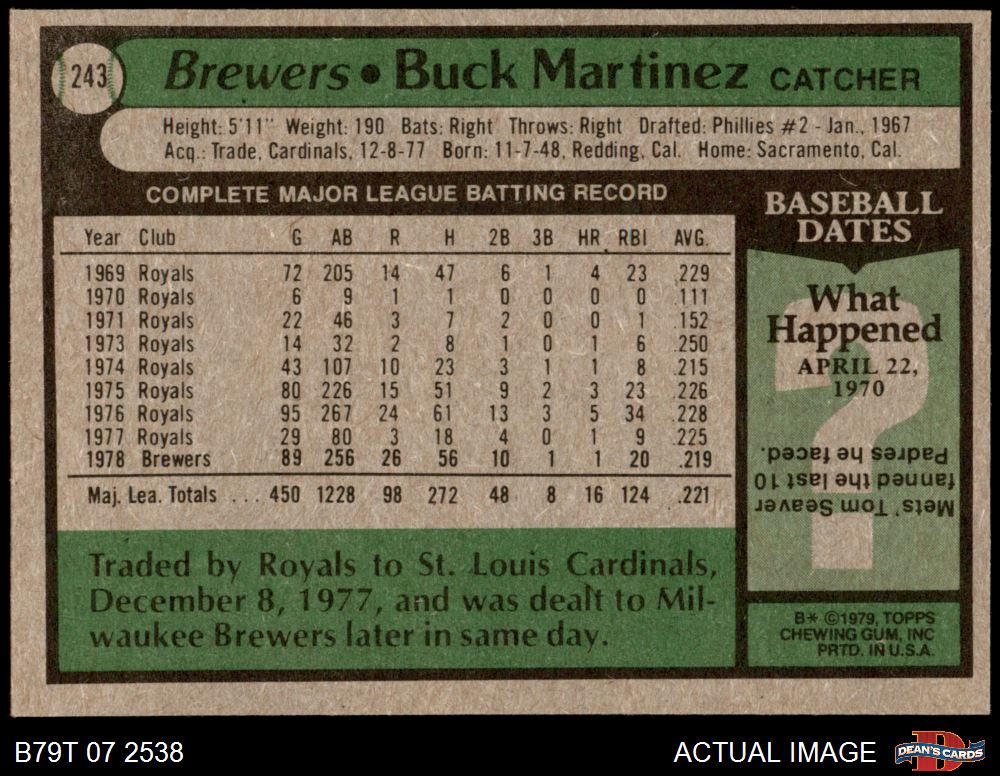 243
Brewers • Buck Martinez CATCHER
Height: 5'11" Weight: 190 Bats: Right Throws: Right Drafted: Phillies #2 - Jan., 1967
Acq.: Trade, Cardinals, 12-8-77 Born: 11-7-48, Redding, Cal. Home: Sacramento, Cal.
COMPLETE MAJOR LEAGUE BATTING RECORD
Year Club G AB R H 2B 3B HR RBI AVG.
1969 Royals 72 205 14 47 6 1 4 23 .229
1970 Royals 6 9 1 1 0 0 0 0 .111
1971 Royals 22 46 3 7 2 0 0 1 .152
1973 Royals 14 32 2 8 1 0 1 6 .250
1974 Royals 43 107 10 23 3 1 1 8 .215
1975 Royals 80 226 15 51 9 2 3 23 .226
1976 Royals 95 267 24 61 13 3 5 34 .228
1977 Royals 29 80 3 18 4 0 1 9 .225
1978 Brewers 89 256 26 56 10 1 1 20 .219
Maj. Lea. Totals ... 450 1228 98 272 48 8 16 124 .221
BASEBALL
DATES
?
What
Happened
APRIL 22,
1970
Mets' Tom Seaver
fanned the last 10
Padres he faced.
Traded by Royals to St. Louis Cardinals,
December 8, 1977, and was dealt to Mil-
waukee Brewers later in same day.
B* ©1979, TOPPS
CHEWING GUM, INC
PRTD. IN U.S.A.
B79T 07 2538
ACTUAL IMAGE
D
DEAN'S CARDS